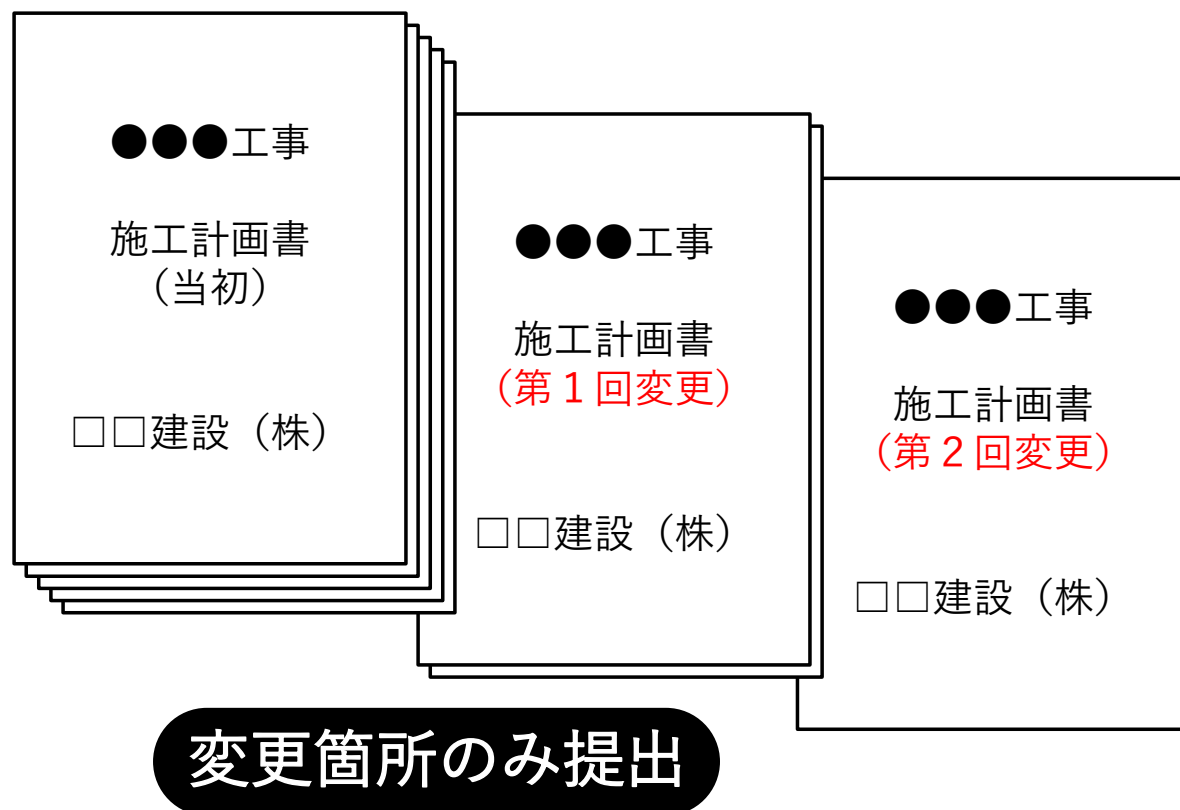 ●●●工事
施工計画書
（当初）
□□建設（株）
●●●工事
施工計画書
（第１回変更）
□□建設（株）
●●●工事
施工計画書
（第２回変更）
□□建設（株）
変更箇所のみ提出